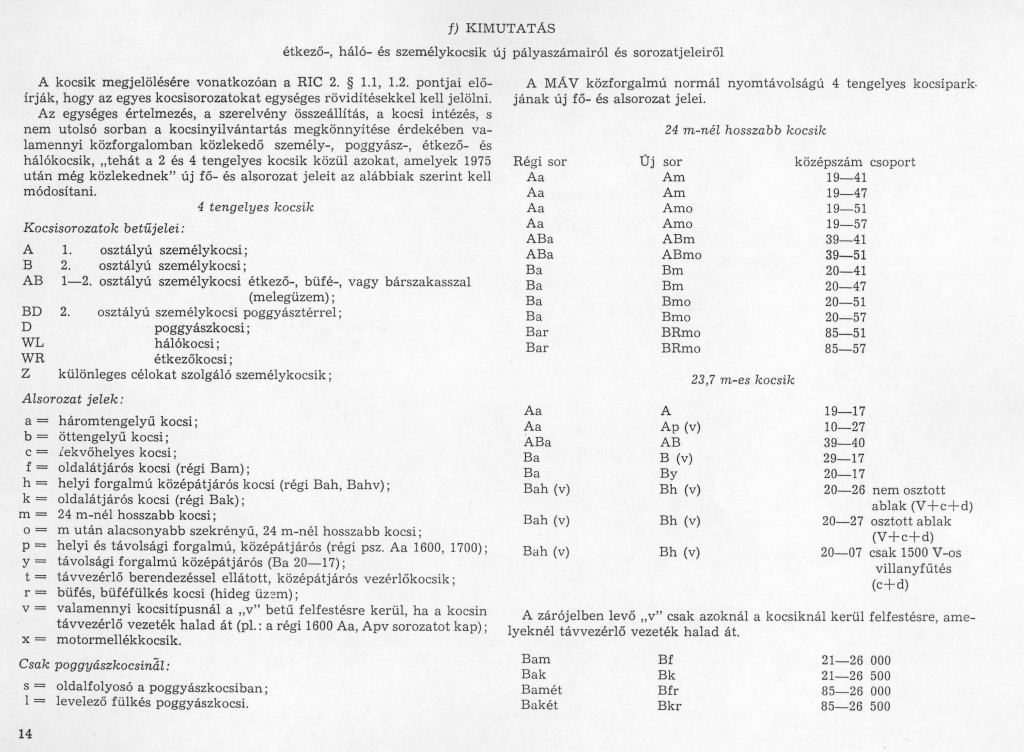 f) KIMUTATÁS
étkező-, háló- és személykocsik új pályaszámairól és sorozatjeleiről
A kocsik megjelölésére vonatkozóan a RIC 2. § 1.1, 1.2. pontjai elő-
írják, hogy az egyes kocsisorozatokat egységes rövidítésekkel kell jelölni.
Az egységes értelmezés, a szerelvény összeállítás, a kocsi intézés, s
nem utolsó sorban a kocsinyilvántartás megkönnyítése érdekében va-
lamennyi közforgalomban közlekedő személy-, poggyász-, étkező- és
hálókocsik, „tehát a 2 és 4 tengelyes kocsik közül azokat, amelyek 1975
után még közlekednek” új fő- és alsorozat jeleit az alábbiak szerint kell
módosítani.
4 tengelyes kocsik
Kocsisorozatok betűjelei:
A 1. osztályú személykocsi;
B 2. osztályú személykocsi;
AB 1—2. osztályú személykocsi étkező-, büfé-, vagy bárszakasszal
(melegüzem);
BD 2. osztályú személykocsi poggyásztérrel;
D poggyászkocsi;
WL hálókocsi;
WR étkezőkocsi;
Z különleges célokat szolgáló személykocsik;
Alsorozat jelek:
a = háromtengelyű kocsi;
b = öttengelyű kocsi;
c = fekvőhelyes kocsi;
f = oldalátjárós kocsi (régi Bam);
h = helyi forgalmú középátjárós kocsi (régi Bah, Bahv);
k = oldalátjárós kocsi (régi Bak);
m = 24 m-nél hosszabb kocsi;
o = m után alacsonyabb szekrényű, 24 m-nél hosszabb kocsi;
p = helyi és távolsági forgalmú, középátjárós (régi psz. Aa 1600, 1700);
y = távolsági forgalmú középátjárós (Ba 20—17);
t = távvezérlő berendezéssel ellátott, középátjárós vezérlőkocsik;
r = büfés, büféfülkés kocsi (hideg üzem);
v = valamennyi kocsitípusnál a „v” betű felfestésre kerül, ha a kocsin
távvezérlő vezeték halad át (pl.: a régi 1600 Aa, Apv sorozatot kap);
x = motormellékkocsik.
Csak poggyászkocsinál:
s = oldalfolyosó a poggyászkocsiban;
l = levelező fülkés poggyászkocsi.
14
A MÁV közforgalmú normál nyomtávolságú 4 tengelyes kocsipark-
jának új fő- és alsorozat jelei.
24 m-nél hosszabb kocsik
Régi sor Új sor középszám csoport
Aa Am 19—41
Aa Am 19—47
Aa Amo 19—51
Aa Amo 19—57
ABa ABm 39—41
ABa ABmo 39—51
Ba Bm 20—41
Ba Bm 20—47
Ba Bmo 20—51
Ba Bmo 20—57
Bar BRmo 85—51
Bar BRmo 85—57
23,7 m-es kocsik
Aa A 19—17
Aa Ap (v) 10—27
ABa AB 39—40
Ba B (v) 29—17
Ba By 20—17
Bah (v) Bh (v) 20—26 nem osztott
ablak (V+c+d)
Bah (v) Bh (v) 20—27 osztott ablak
(V+c+d)
Bah (v) Bh (v) 20—07 csak 1500 V-os
villanyfűtés
(c+d)
A zárójelben levő „v” csak azoknál a kocsiknál kerül felfestésre, ame-
lyeknél távvezérlő vezeték halad át.
Bam Bf 21—26 000
Bak Bk 21—26 500
Bamét Bfr 85—26 000
Bakét Bkr 85—26 500